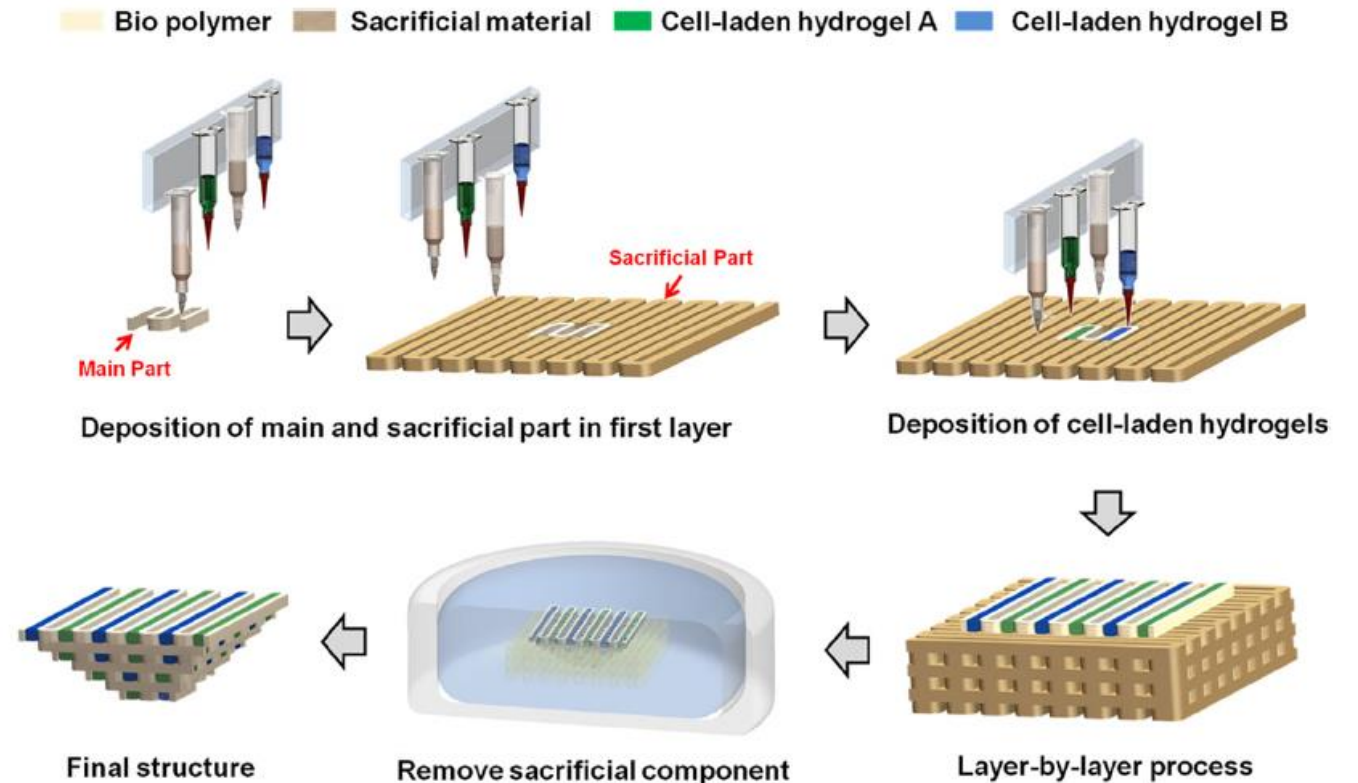 Bio polymer Sacrificial material Cell-laden hydrogel A Cell-laden hydrogel B
Sacrificial Part
Main Part
Deposition of main and sacrificial part in first layer
Deposition of cell-laden hydrogels
Final structure
Remove sacrificial component
Layer-by-layer process